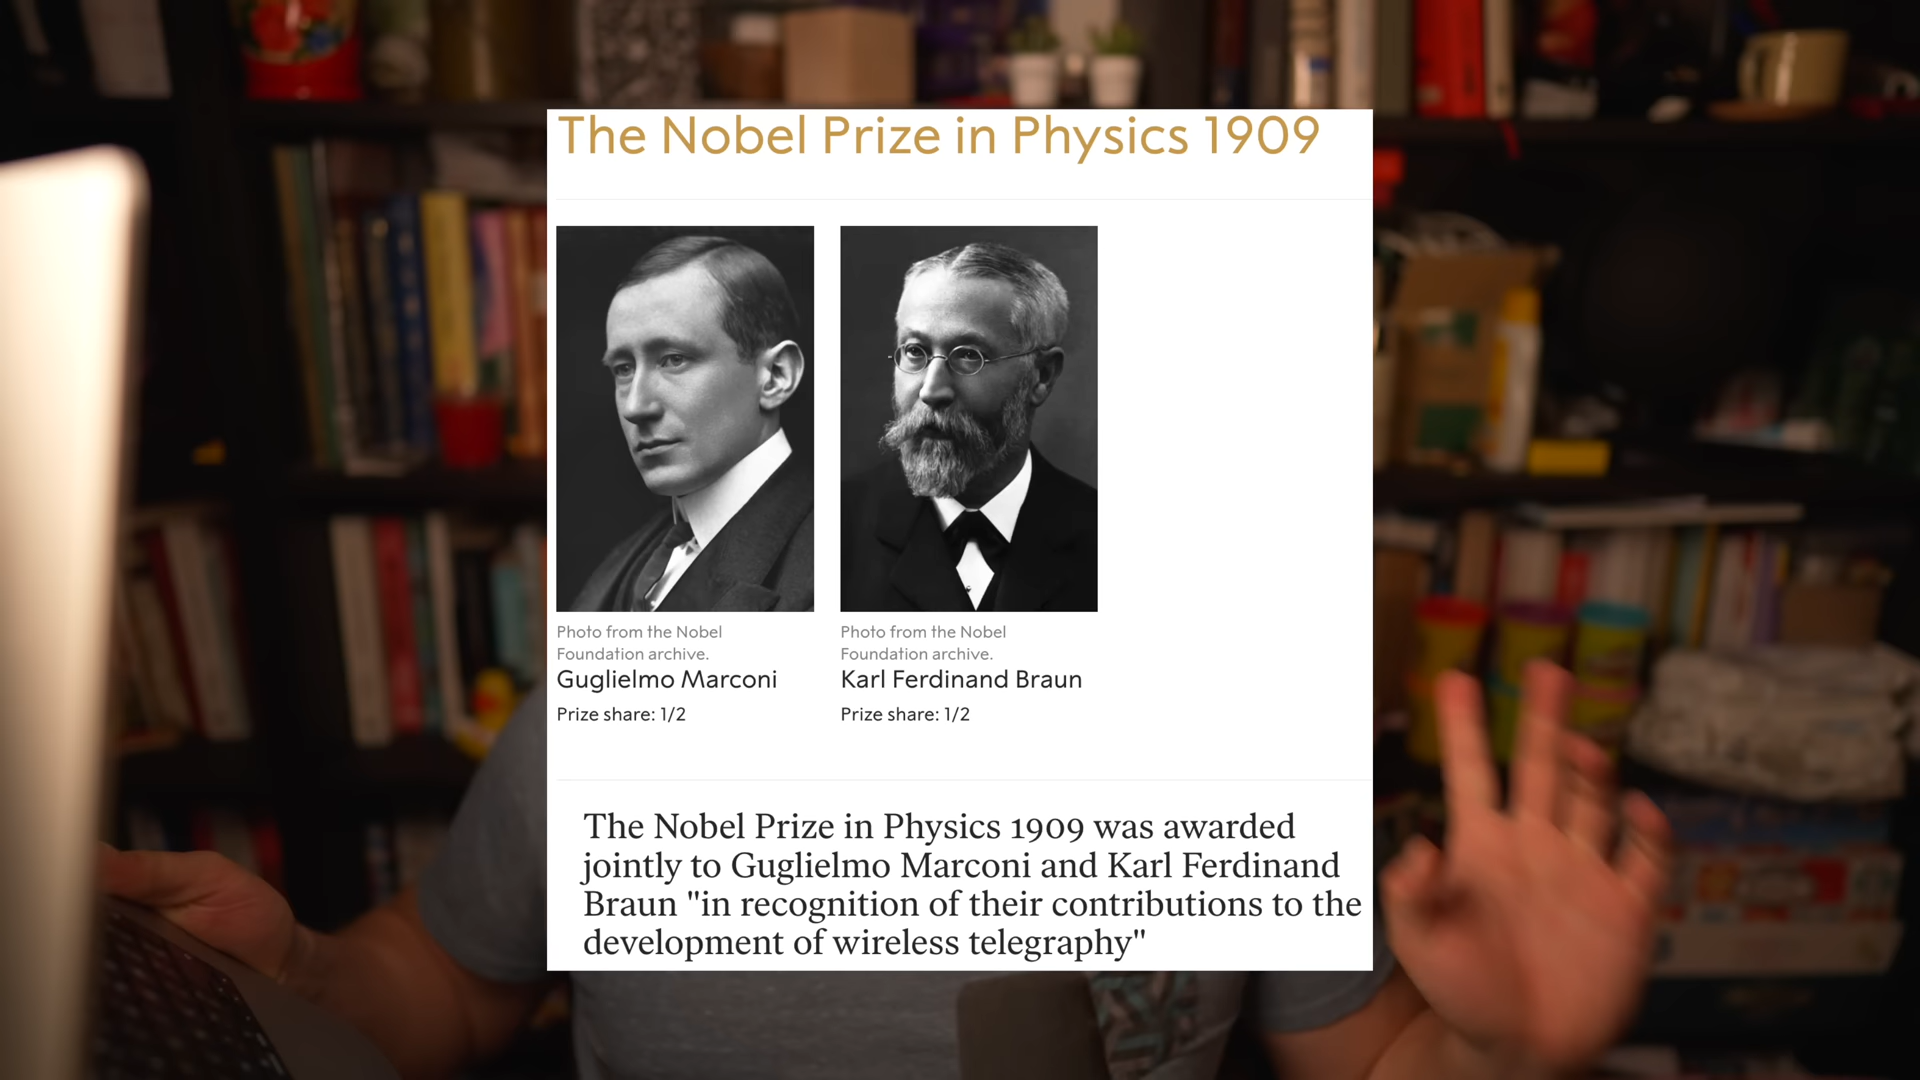 The Nobel Prize in Physics 1909
Photo from the Nobel
Foundation archive.
Guglielmo Marconi
Prize share: 1/2
Photo from the Nobel
Foundation archive.
Karl Ferdinand Braun
Prize share: 1/2
The Nobel Prize in Physics 1909 was awarded
jointly to Guglielmo Marconi and Karl Ferdinand
Braun "in recognition of their contributions to the
development of wireless telegraphy"